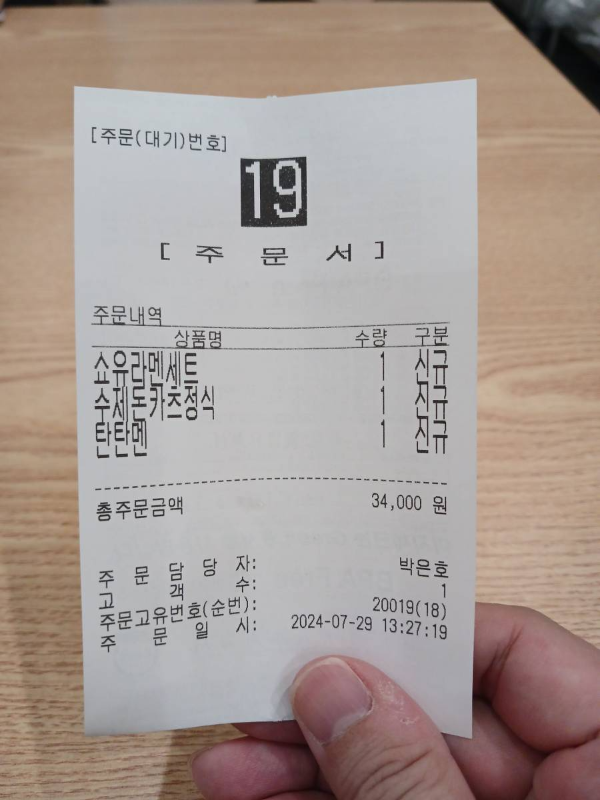 [주문(대기)번호]
19
[ 주 문 서 ]
주문내역
상품명 수량 구분
쇼유라멘세트 1 신규
수제돈카츠정식 1 신규
탄탄멘 1 신규
총주문금액 34,000 원
주 문 담 당 자: 박은호
고 객 수: 1
주문고유번호(순번): 20019(18)
주 문 일 시: 2024-07-29 13:27:19